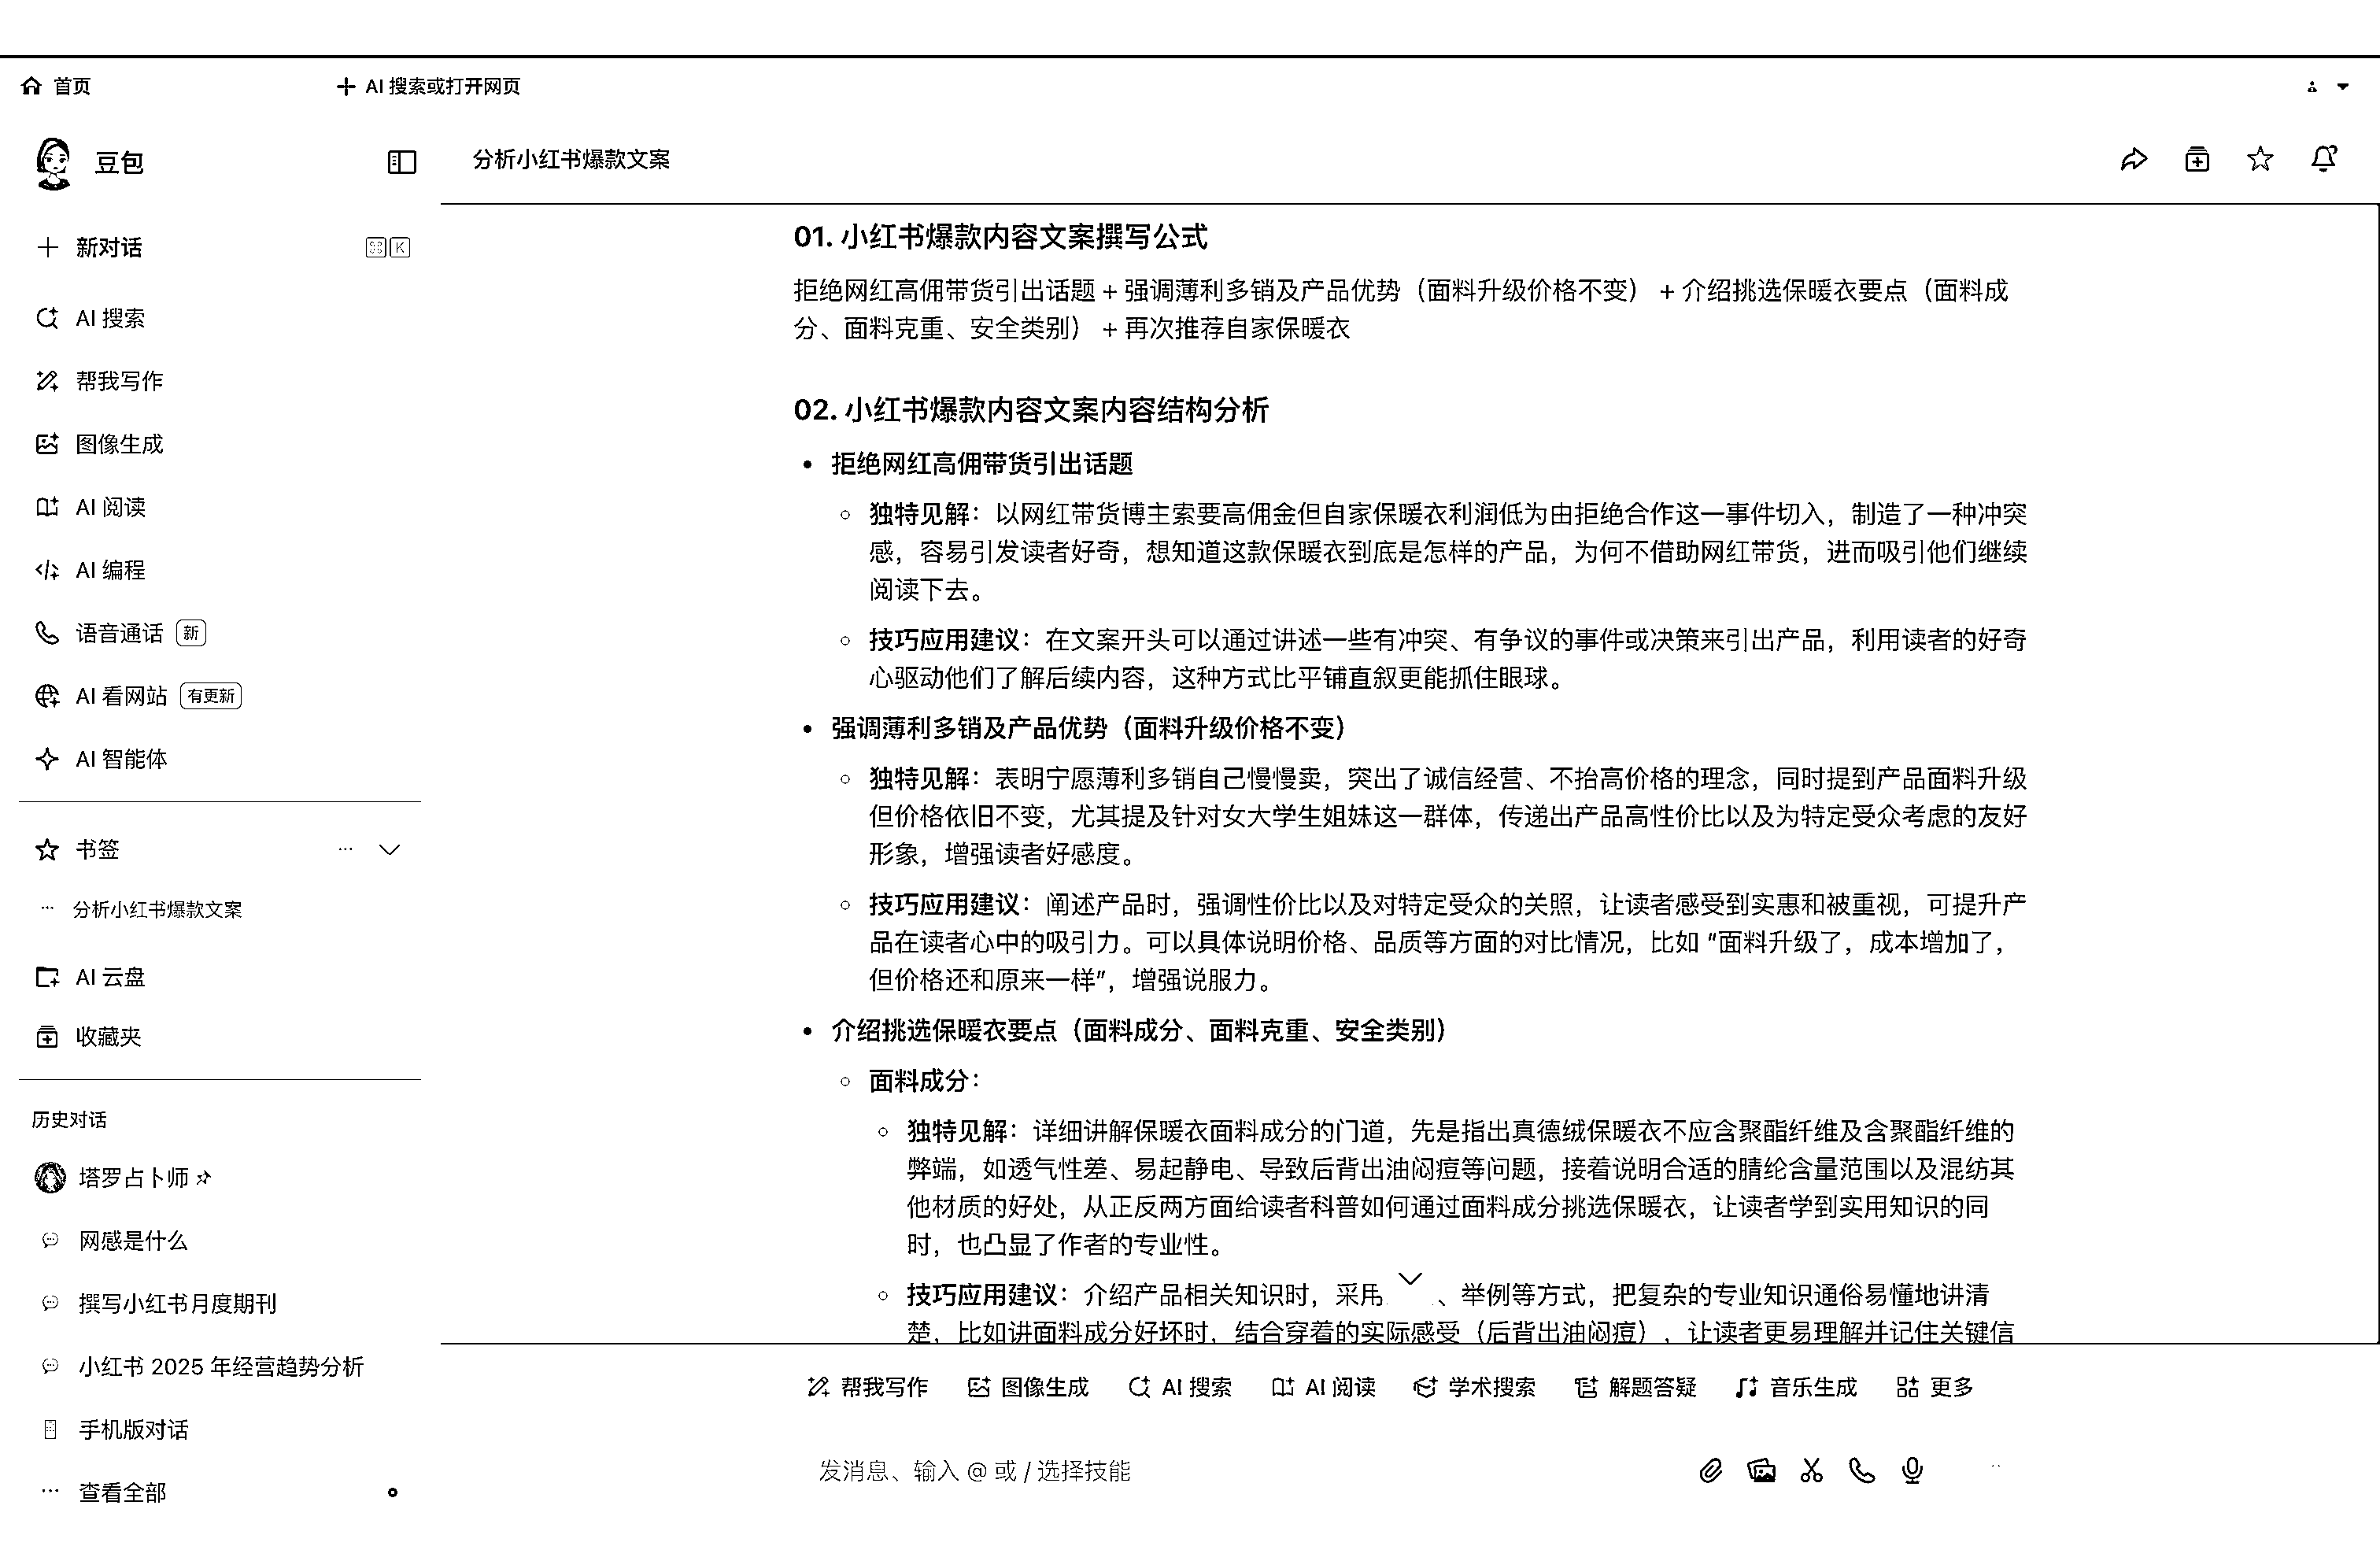 首页
AI 搜索或打开网页
豆包
分析小红书爆款文案
新对话
K
AI 搜索
帮我写作
图像生成
AI 阅读
AI 编程
语音通话 新
AI 看网站 有更新
AI 智能体
书签
分析小红书爆款文案
AI 云盘
收藏夹
历史对话
塔罗占卜师
网感是什么
撰写小红书月度期刊
小红书 2025 年经营趋势分析
手机版对话
查看全部
01. 小红书爆款内容文案撰写公式
拒绝网红高佣带货引出话题 + 强调薄利多销及产品优势（面料升级价格不变） + 介绍挑选保暖衣要点（面料成
分、面料克重、安全类别） + 再次推荐自家保暖衣
02. 小红书爆款内容文案内容结构分析
• 拒绝网红高佣带货引出话题
独特见解：以网红带货博主索要高佣金但自家保暖衣利润低为由拒绝合作这一事件切入，制造了一种冲突
感，容易引发读者好奇，想知道这款保暖衣到底是怎样的产品，为何不借助网红带货，进而吸引他们继续
阅读下去。
技巧应用建议：在文案开头可以通过讲述一些有冲突、有争议的事件或决策来引出产品，利用读者的好奇
心驱动他们了解后续内容，这种方式比平铺直叙更能抓住眼球。
• 强调薄利多销及产品优势（面料升级价格不变）
独特见解：表明宁愿薄利多销自己慢慢卖，突出了诚信经营、不抬高价格的理念，同时提到产品面料升级
但价格依旧不变，尤其提及针对女大学生姐妹这一群体，传递出产品高性价比以及为特定受众考虑的友好
形象，增强读者好感度。
技巧应用建议：阐述产品时，强调性价比以及对特定受众的关照，让读者感受到实惠和被重视，可提升产
品在读者心中的吸引力。可以具体说明价格、品质等方面的对比情况，比如 “面料升级了，成本增加了，
但价格还和原来一样”，增强说服力。
• 介绍挑选保暖衣要点（面料成分、面料克重、安全类别）
面料成分：
独特见解：详细讲解保暖衣面料成分的门道，先是指出真德绒保暖衣不应含聚酯纤维及含聚酯纤维的
弊端，如透气性差、易起静电、导致后背出油闷痘等问题，接着说明合适的腈纶含量范围以及混纺其
他材质的好处，从正反两方面给读者科普如何通过面料成分挑选保暖衣，让读者学到实用知识的同
时，也凸显了作者的专业性。
技巧应用建议：介绍产品相关知识时，采用 、举例等方式，把复杂的专业知识通俗易懂地讲清
楚，比如讲面料成分好坏时，结合穿着的实际感受（后背出油闷痘），让读者更易理解并记住关键信
帮我写作 图像生成 AI 搜索 AI 阅读 学术搜索 解题答疑 音乐生成 更多
发消息、输入 @ 或 / 选择技能